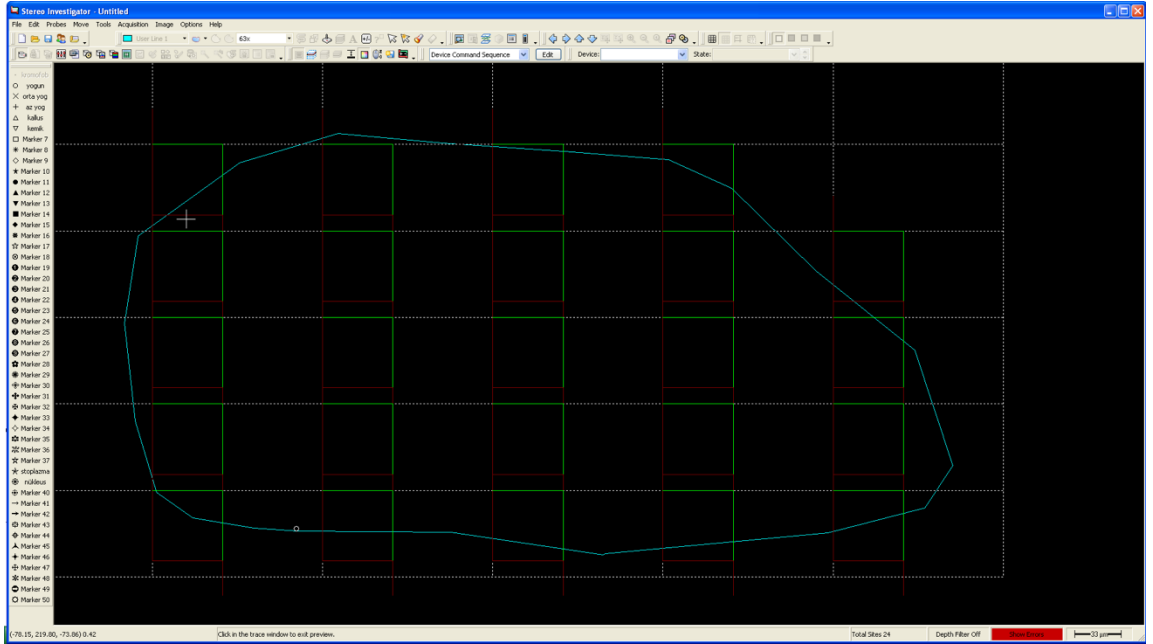 Stereo Investigator - Untitled
File Edit Probes Move Tools Acquisition Image Options Help
User Line 1 63x
Device Command Sequence Edit Device: State:
yogun
orta yog
az yog
kallus
kemik
Marker 7
Marker 8
Marker 9
Marker 10
Marker 11
Marker 12
Marker 13
Marker 14
Marker 15
Marker 16
Marker 17
Marker 18
Marker 19
Marker 20
Marker 21
Marker 22
Marker 23
Marker 24
Marker 25
Marker 26
Marker 27
Marker 28
Marker 29
Marker 30
Marker 31
Marker 32
Marker 33
Marker 34
Marker 35
Marker 36
Marker 37
stoplazma
nükleus
Marker 40
Marker 41
Marker 42
Marker 43
Marker 44
Marker 45
Marker 46
Marker 47
Marker 48
Marker 49
Marker 50
(-78.15, 219.80, -73.86) 0.42 Click in the trace window to exit preview. Total Sites 24 Depth Filter Off Show Errors 33 µm